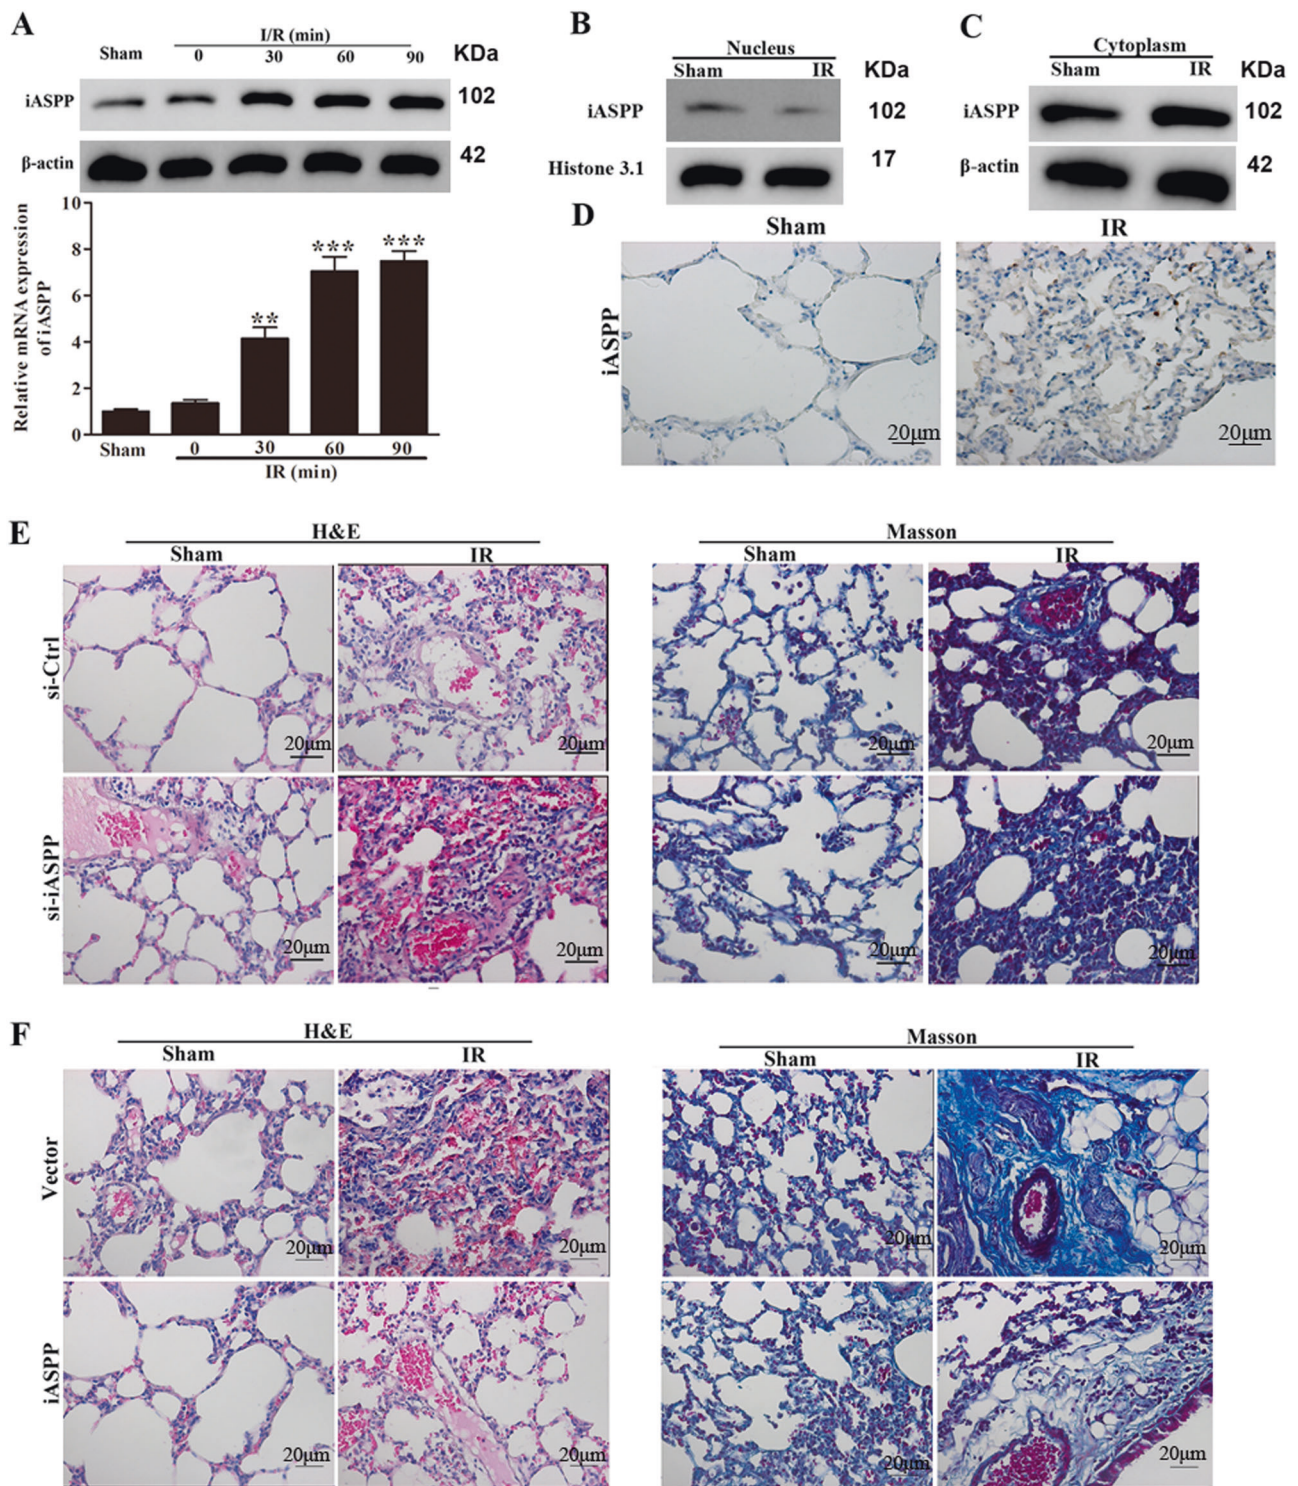 A
I/R (min)
Sham 0 30 60 90 KDa
iASPP 102
β-actin 42
10
8
6
4
2
0
Relative mRNA expression
of iASPP
** *** ***
Sham 0 30 60 90
IR (min)
B
Nucleus
Sham IR KDa
iASPP 102
Histone 3.1 17
C
Cytoplasm
Sham IR KDa
iASPP 102
β-actin 42
D
Sham IR
iASPP
20μm 20μm
E
H&E Masson
Sham IR Sham IR
si-Ctrl
20μm 20μm 20μm 20μm
si-iASPP
20μm 20μm 20μm 20μm
F
H&E Masson
Sham IR Sham IR
Vector
20μm 20μm 20μm 20μm
iASPP
20μm 20μm 20μm 20μm